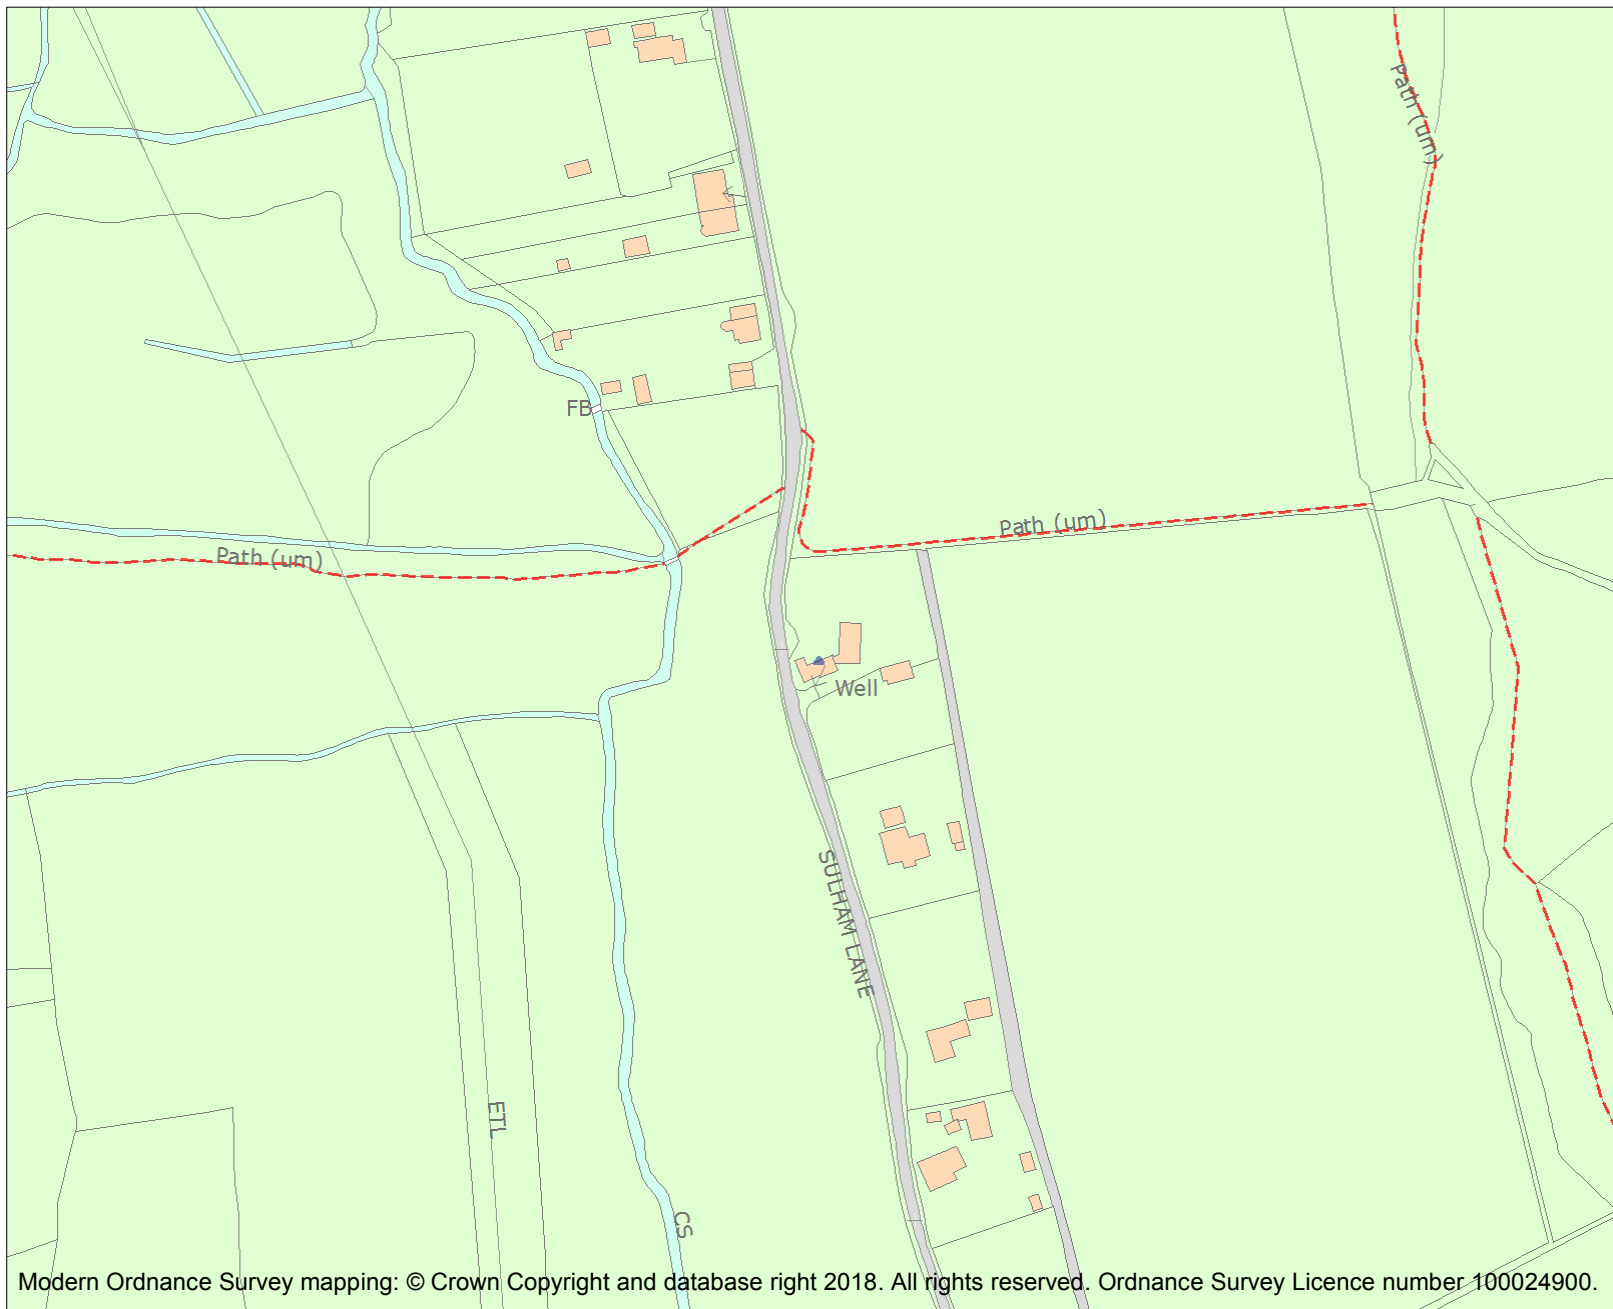 Path (um)
FB
Path (um)
Path (um)
Well
SULHAM LANE
ETL
CS
Modern Ordnance Survey mapping: © Crown Copyright and database right 2018. All rights reserved. Ordnance Survey Licence number 100024900.